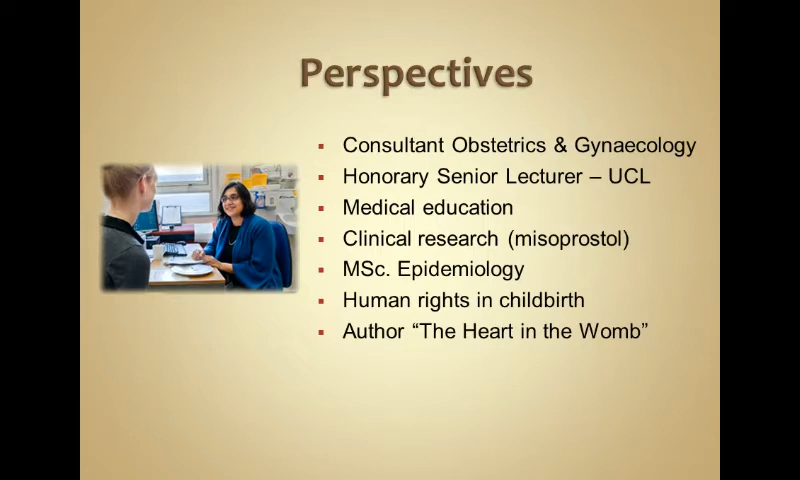 Perspectives
Consultant Obstetrics & Gynaecology
Honorary Senior Lecturer – UCL
Medical education
Clinical research (misoprostol)
MSc. Epidemiology
Human rights in childbirth
Author “The Heart in the Womb”